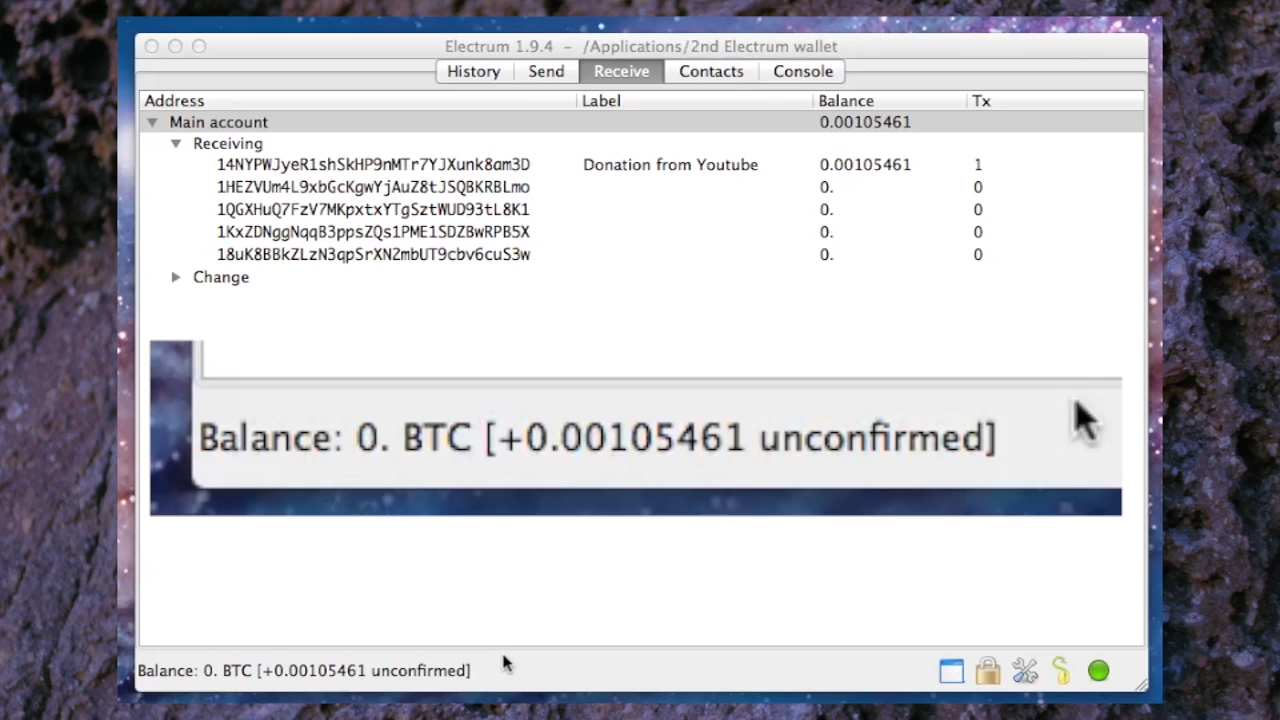 Electrum 1.9.4 - /Applications/2nd Electrum wallet
History Send Receive Contacts Console
Address Label Balance Tx
Main account 0.00105461
Receiving
14NYPWJyeR1shSkHP9nMTr7YJXunk8am3D Donation from Youtube 0.00105461 1
1HEZVUm4L9xbGcKgwYjAuZ8tJSQBKRBLmo 0. 0
1QGXHuQ7FzV7MKpxtxYTgSztWUD93tL8K1 0. 0
1KxZDNggNqqB3ppsZQs1PME1SDZBwRPB5X 0. 0
18uK8BBkZLzN3qpSrXN2mbUT9cbv6cuS3w 0. 0
Change
Balance: 0. BTC [+0.00105461 unconfirmed]
Balance: 0. BTC [+0.00105461 unconfirmed]